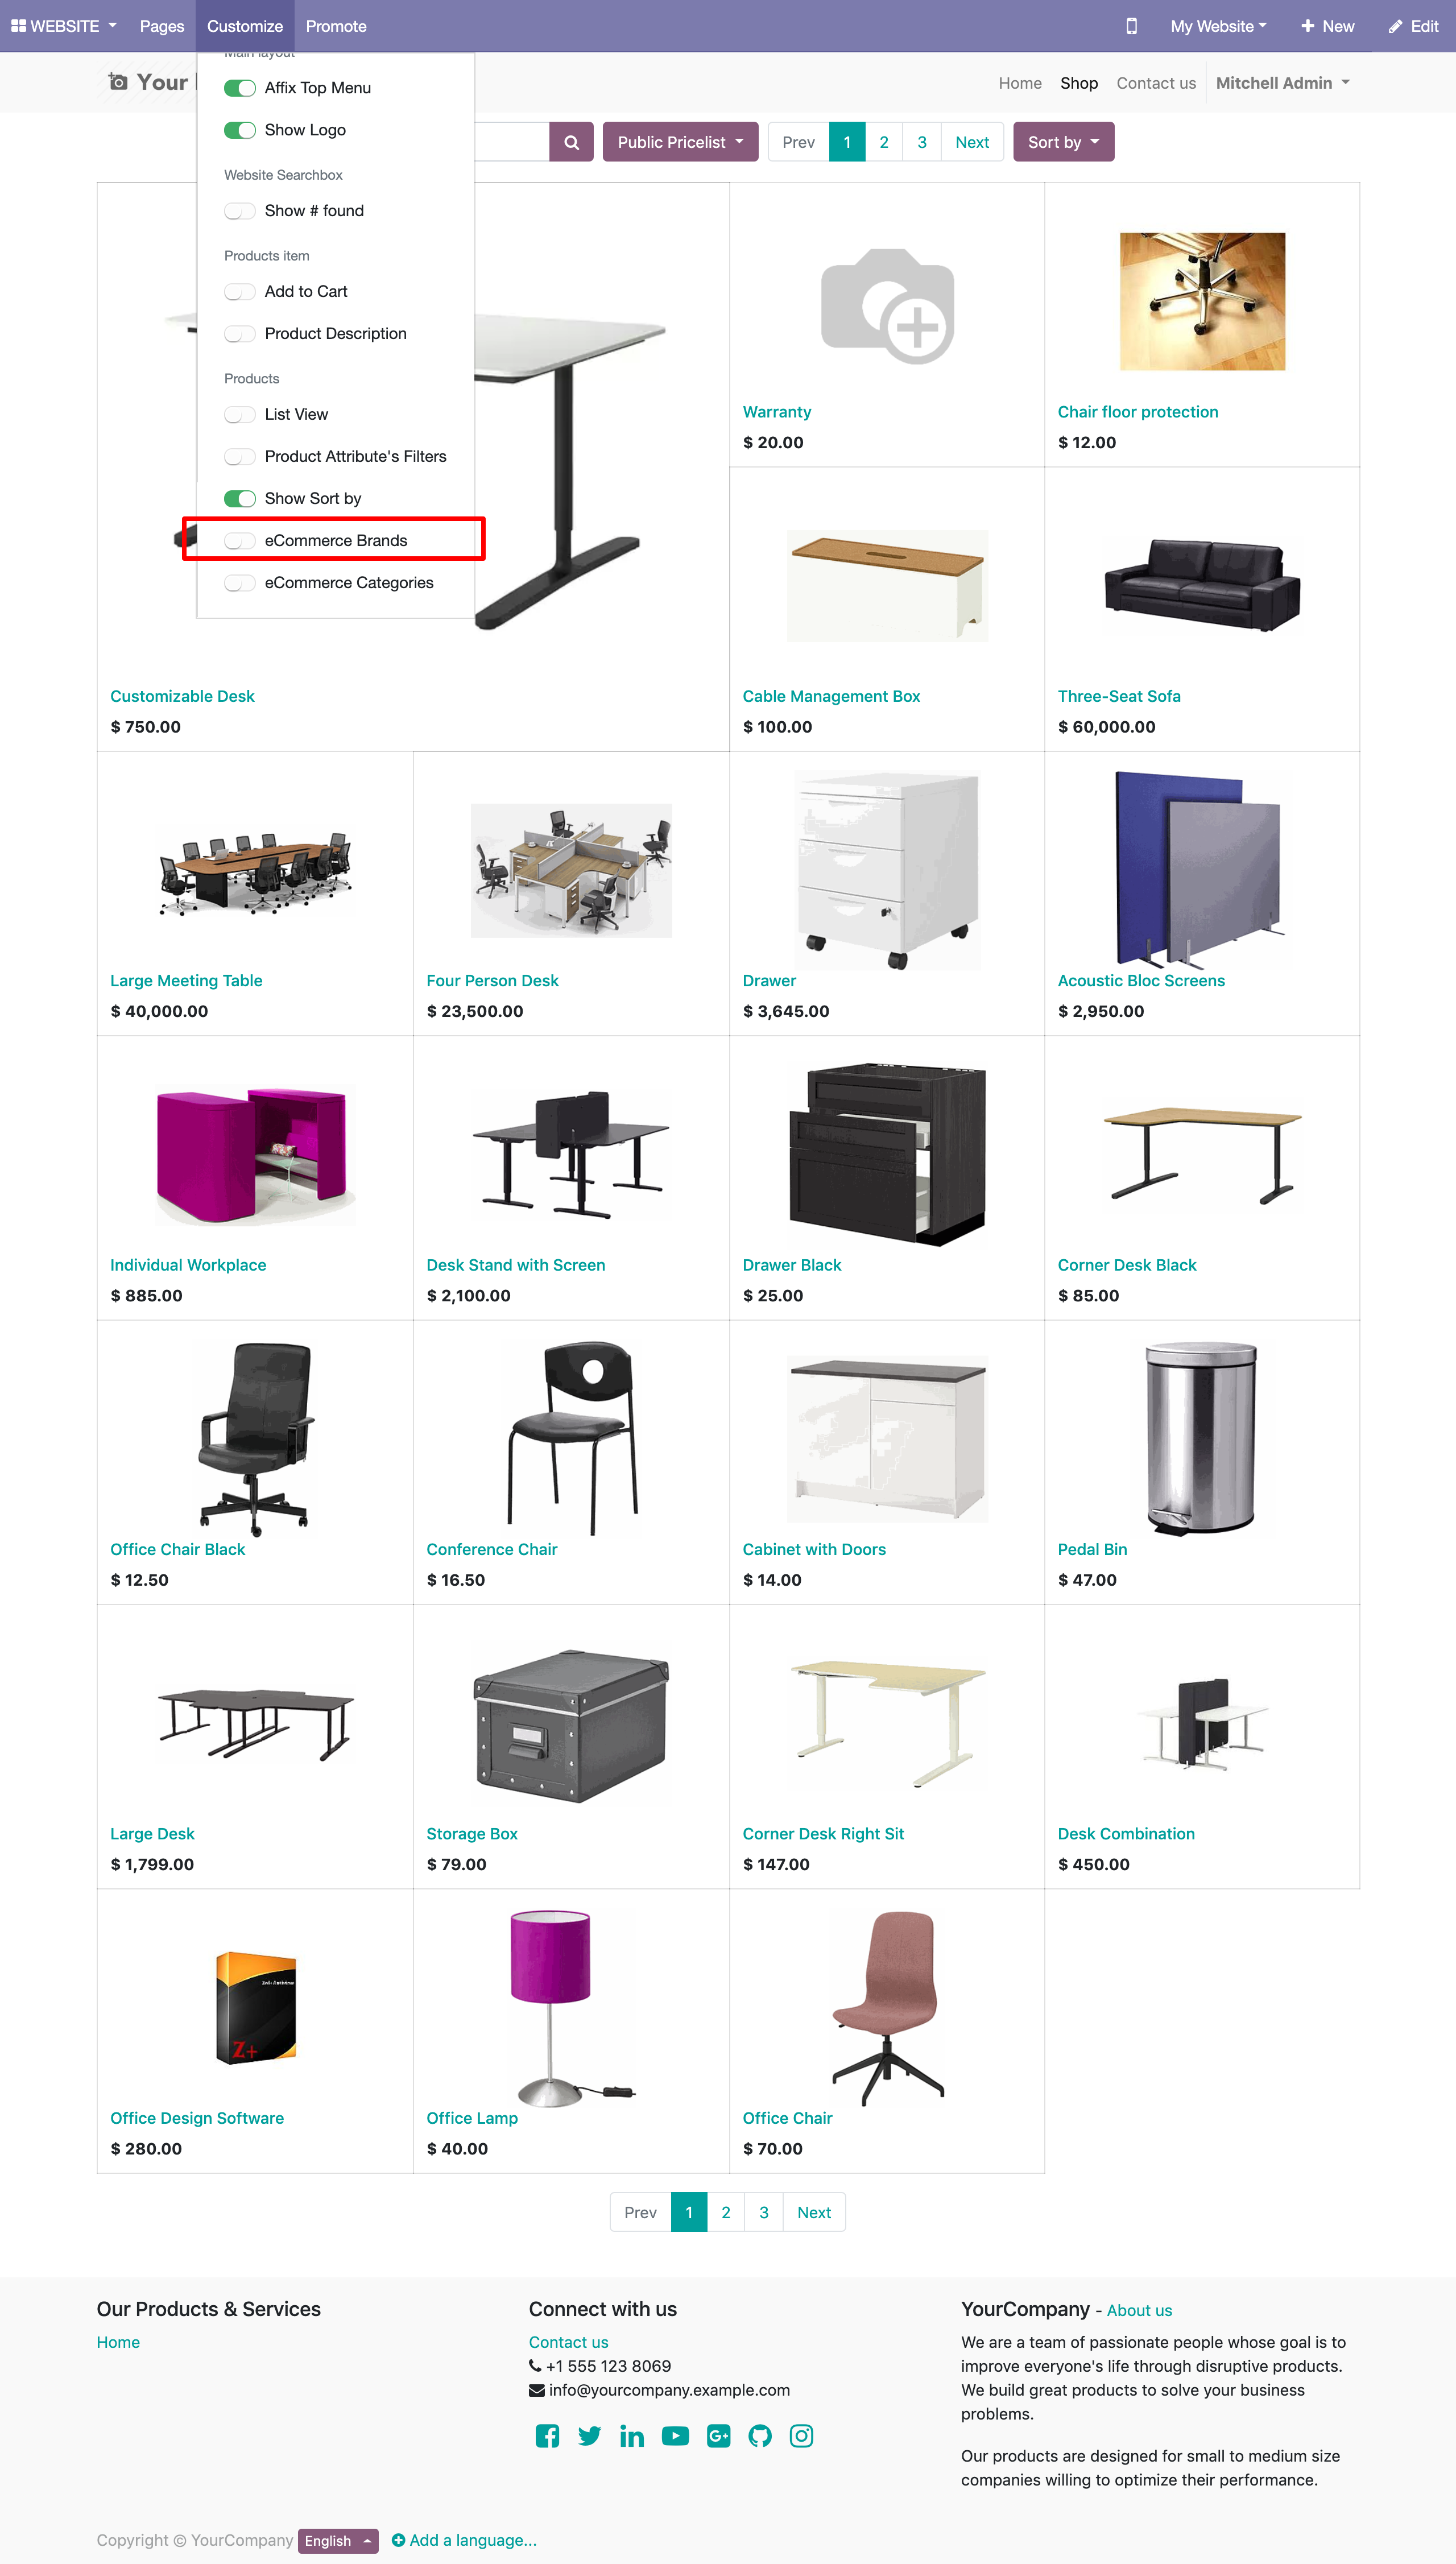 WEBSITE Pages Customize Promote My Website New Edit
Main layout
Your
Home Shop Contact us Mitchell Admin
Affix Top Menu
Show Logo
Public Pricelist Prev 1 2 3 Next Sort by
Website Searchbox
Show # found
Products item
Add to Cart
Product Description
Products
List View
Product Attribute's Filters
Show Sort by
eCommerce Brands
eCommerce Categories
Warranty
$ 20.00
Chair floor protection
$ 12.00
Customizable Desk
$ 750.00
Cable Management Box
$ 100.00
Three-Seat Sofa
$ 60,000.00
Large Meeting Table
$ 40,000.00
Four Person Desk
$ 23,500.00
Drawer
$ 3,645.00
Acoustic Bloc Screens
$ 2,950.00
Individual Workplace
$ 885.00
Desk Stand with Screen
$ 2,100.00
Drawer Black
$ 25.00
Corner Desk Black
$ 85.00
Office Chair Black
$ 12.50
Conference Chair
$ 16.50
Cabinet with Doors
$ 14.00
Pedal Bin
$ 47.00
Large Desk
$ 1,799.00
Storage Box
$ 79.00
Corner Desk Right Sit
$ 147.00
Desk Combination
$ 450.00
Z+
Office Design Software
$ 280.00
Office Lamp
$ 40.00
Office Chair
$ 70.00
Prev 1 2 3 Next
Our Products & Services
Home
Connect with us
Contact us
+1 555 123 8069
info@yourcompany.example.com
YourCompany - About us
We are a team of passionate people whose goal is to
improve everyone's life through disruptive products.
We build great products to solve your business
problems.
Our products are designed for small to medium size
companies willing to optimize their performance.
Copyright © YourCompany English Add a language...